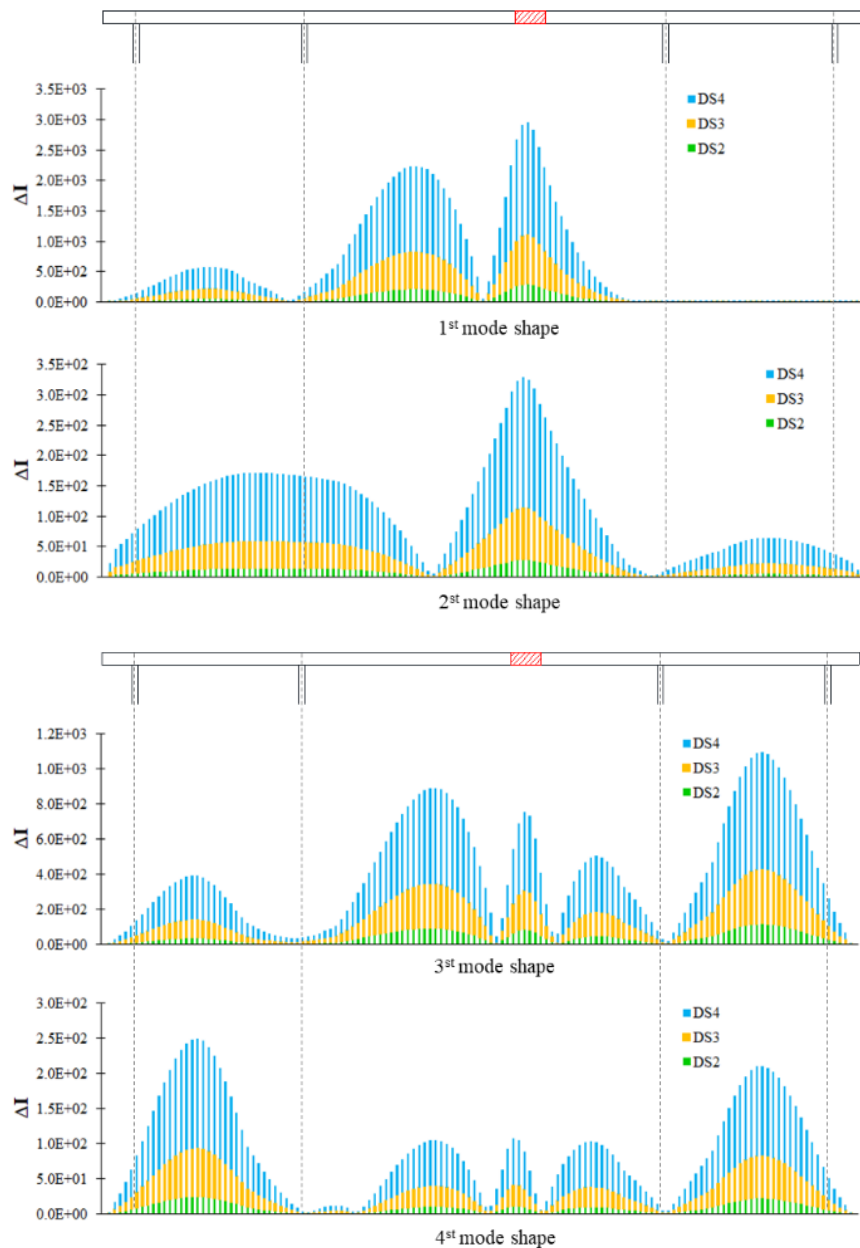 3.5E+03
3.0E+03
2.5E+03
2.0E+03
1.5E+03
1.0E+03
5.0E+02
0.0E+00
ΔI
DS4
DS3
DS2
1st mode shape
3.5E+02
3.0E+02
2.5E+02
2.0E+02
1.5E+02
1.0E+02
5.0E+01
0.0E+00
ΔI
DS4
DS3
DS2
2st mode shape
1.2E+03
1.0E+03
8.0E+02
6.0E+02
4.0E+02
2.0E+02
0.0E+00
ΔI
DS4
DS3
DS2
3st mode shape
3.0E+02
2.5E+02
2.0E+02
1.5E+02
1.0E+02
5.0E+01
0.0E+00
ΔI
DS4
DS3
DS2
4st mode shape